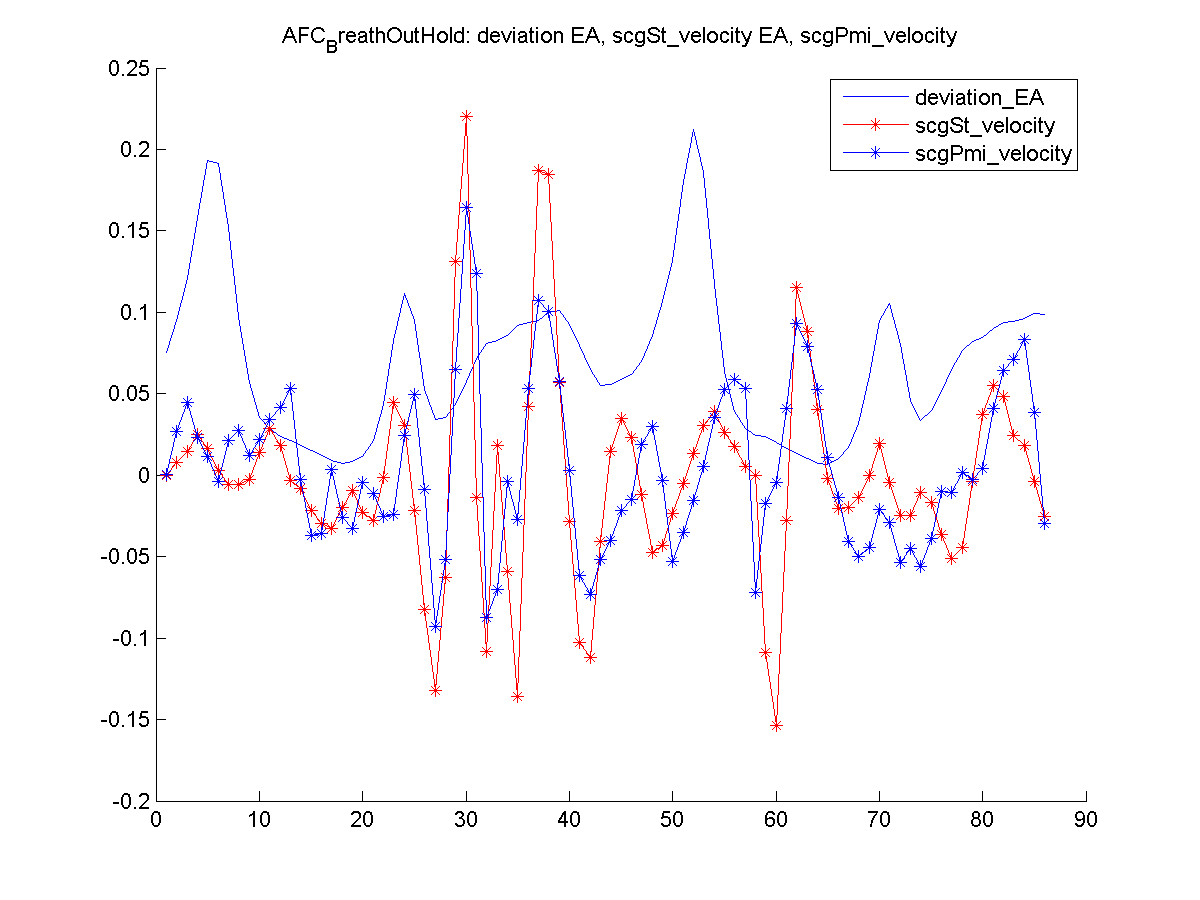 AFC_BreathOutHold: deviation EA, scgSt_velocity EA, scgPmi_velocity
0.25
deviation_EA
scgSt_velocity
scgPmi_velocity
0.2
0.15
0.1
0.05
0
-0.05
-0.1
-0.15
-0.2
0 10 20 30 40 50 60 70 80 90